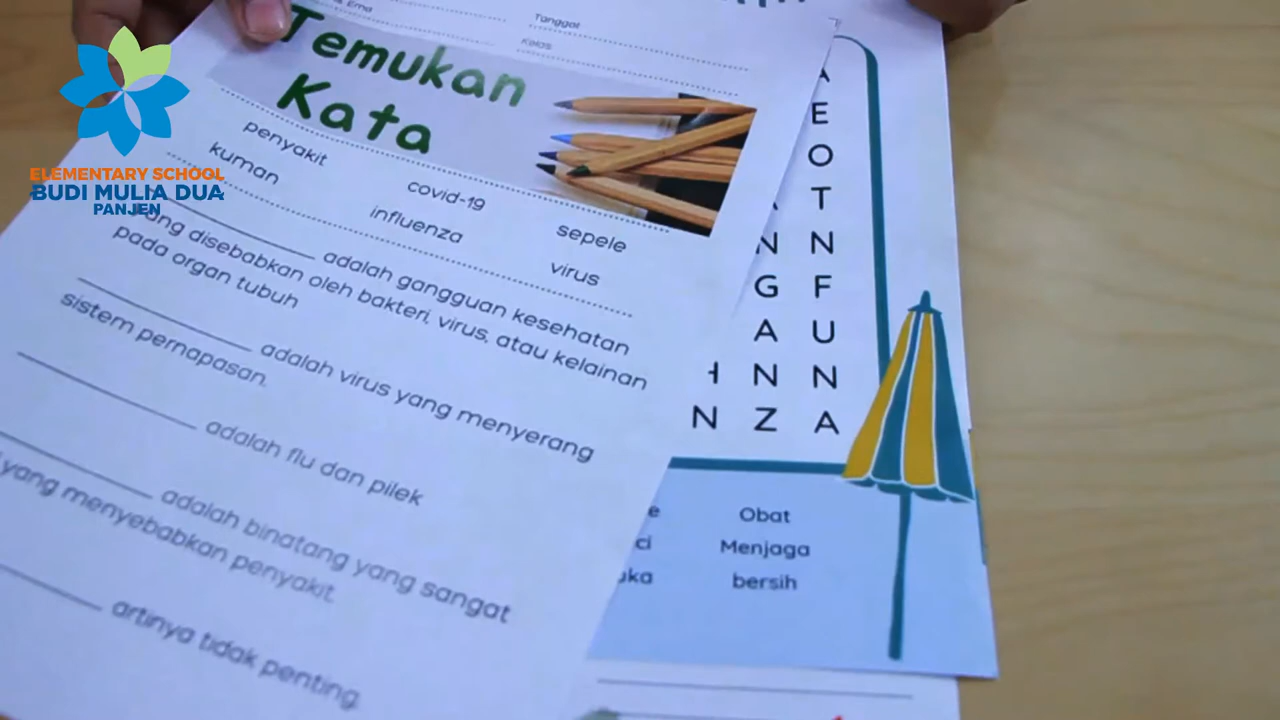 ELEMENTARY SCHOOL
BUDI MULIA DUA
PANJEN
Tanggal
Kelas
Temukan
Kata
penyakit
kuman
covid-19
influenza
sepele
virus
adalah gangguan kesehatan
yang disebabkan oleh bakteri, virus, atau kelainan
pada organ tubuh
adalah virus yang menyerang
sistem pernapasan.
adalah flu dan pilek
adalah binatang yang sangat
yang menyebabkan penyakit.
artinya tidak penting.
E
O
T
N N
G F
A U
N N
N Z A
Obat
Menjaga
bersih